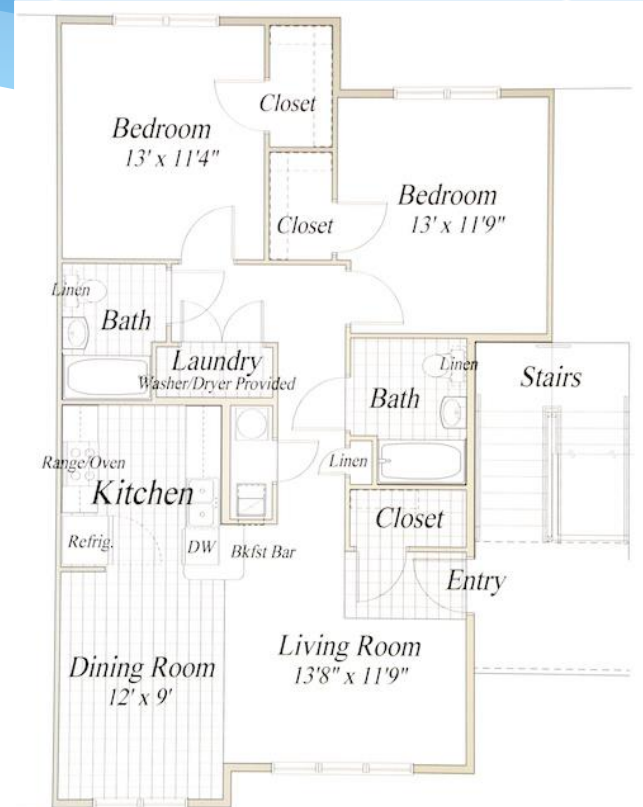 Closet
Bedroom
13' x 11'4"
Bedroom
13' x 11'9"
Closet
Linen
Bath
Laundry
Washer/Dryer Provided
Linen
Bath
Stairs
Range/Oven
Kitchen
Linen
Closet
Refrig.
DW
Bkfst Bar
Entry
Living Room
13'8" x 11'9"
Dining Room
12' x 9'